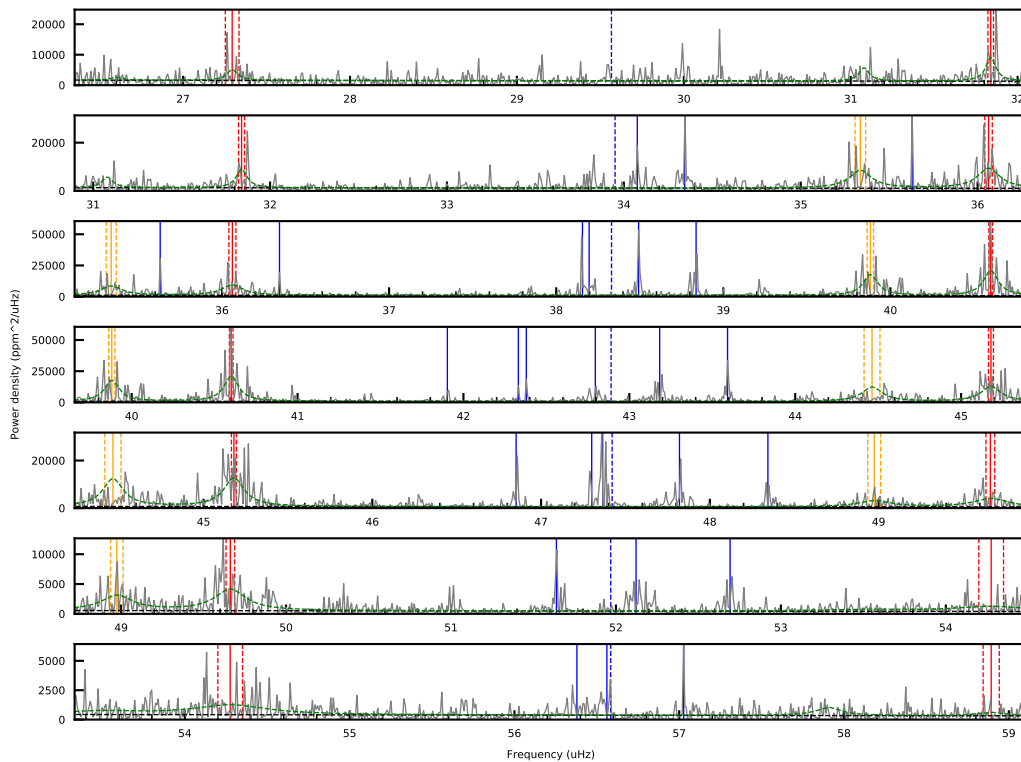 20000
10000
0
27 28 29 30 31 32
20000
0
31 32 33 34 35 36
50000
25000
0
36 37 38 39 40
50000
25000
0
40 41 42 43 44 45
20000
0
45 46 47 48 49
10000
5000
0
49 50 51 52 53 54
5000
2500
0
54 55 56 57 58 59
Power density (ppm^2/uHz)
Frequency (uHz)